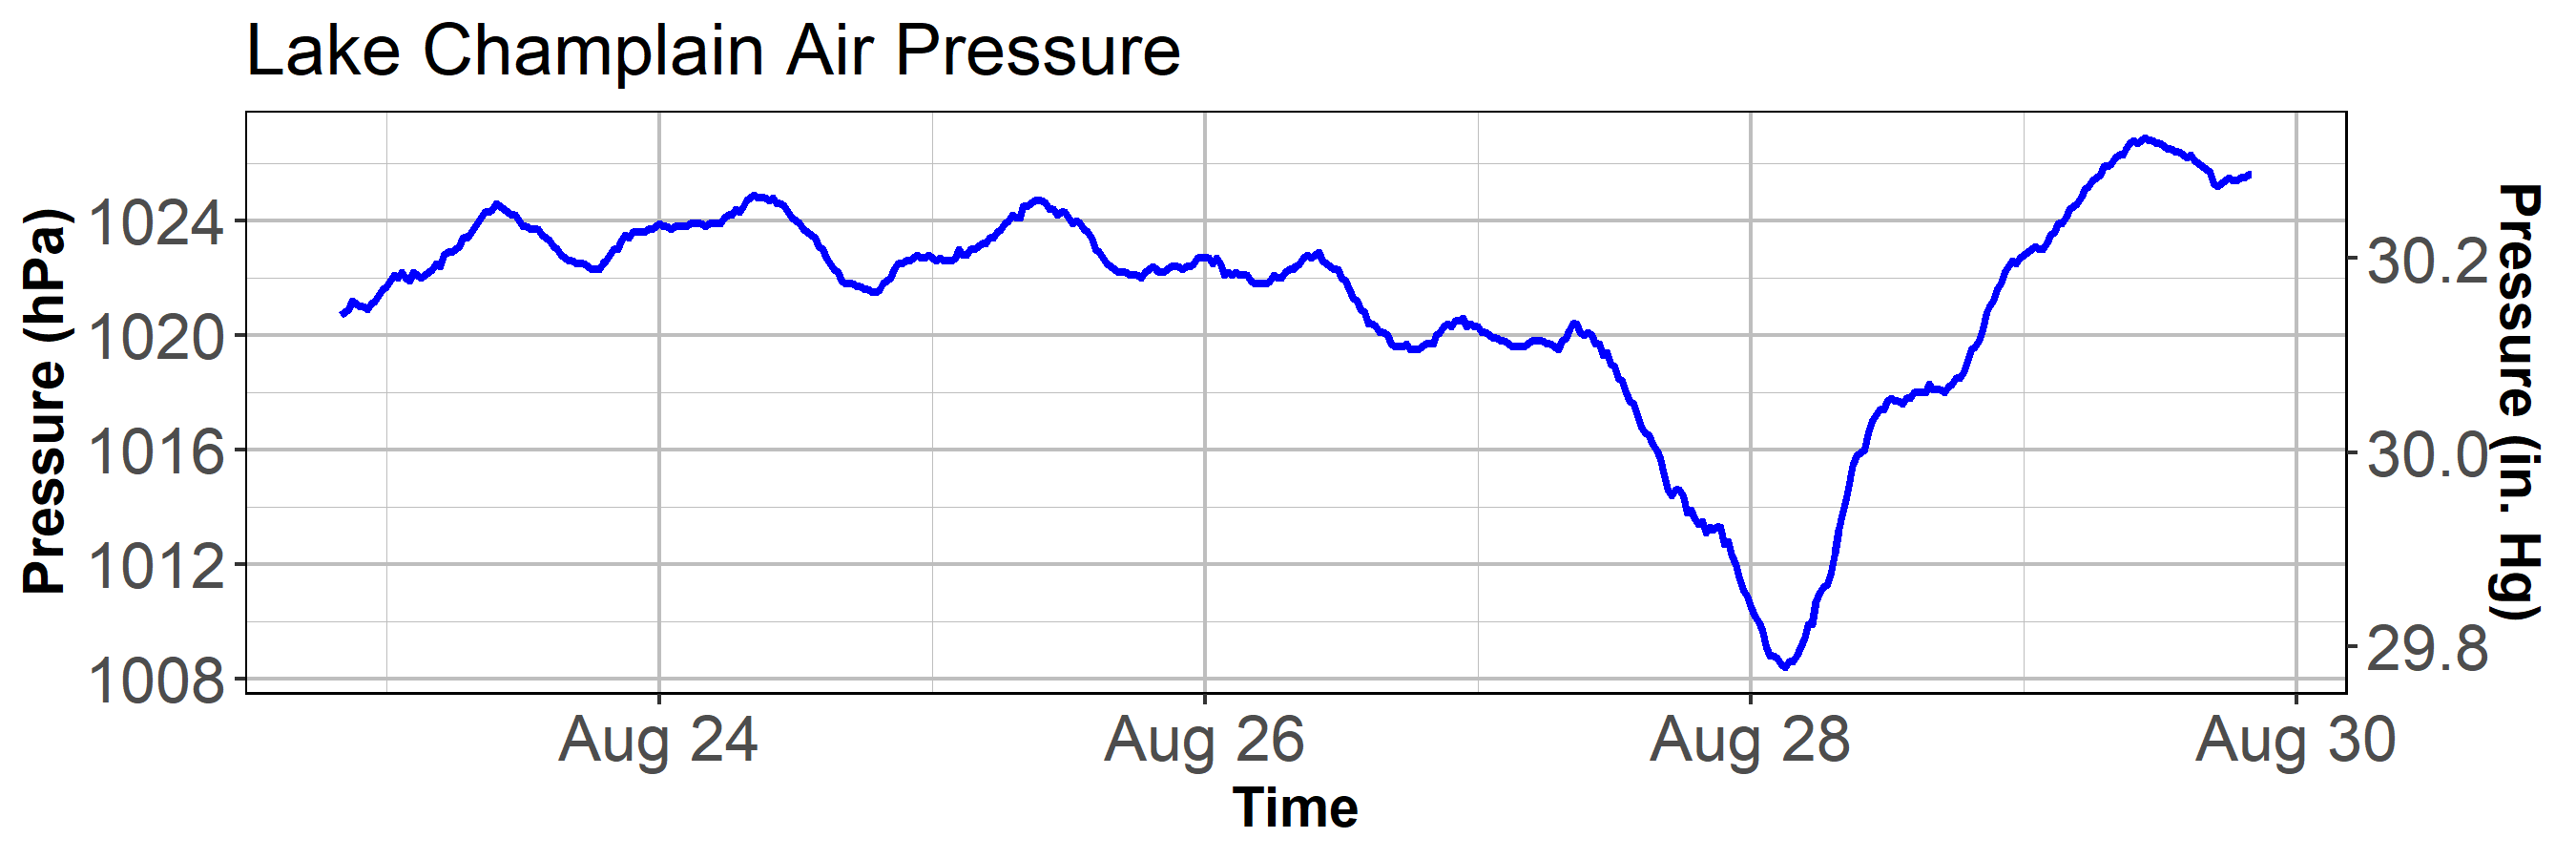 Lake Champlain Air Pressure
Pressure (hPa)
1024
1020
1016
1012
1008
30.2
30.0
29.8
Pressure (in. Hg)
Aug 24
Aug 26
Aug 28
Aug 30
Time